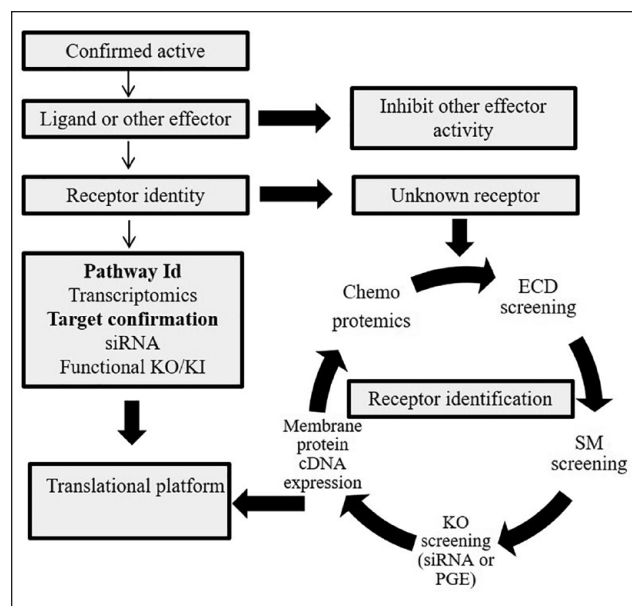 Confirmed active
Ligand or other effector
Inhibit other effector
activity
Receptor identity
Unknown receptor
Pathway Id
Transcriptomics
Target confirmation
siRNA
Functional KO/KI
Translational platform
Chemo
protemics
ECD
screening
Receptor identification
SM
screening
KO
screening
(siRNA or
PGE)
Membrane
protein
cDNA
expression